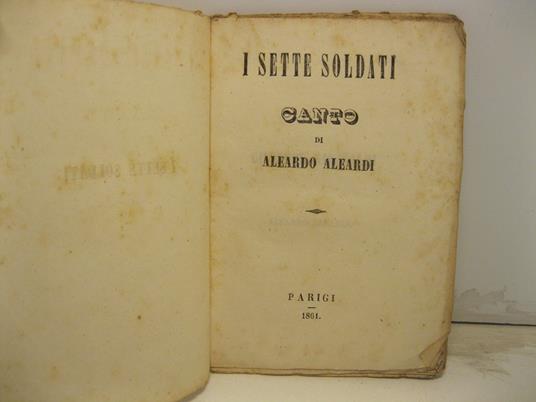 I SETTE SOLDATI
CANTO
DI
ALEARDO ALEARDI
PARIGI
1861.